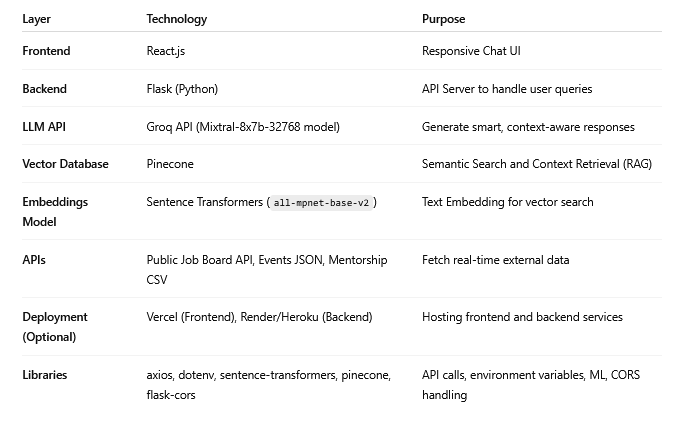 Layer Technology Purpose
Frontend React.js Responsive Chat UI
Backend Flask (Python) API Server to handle user queries
LLM API Groq API (Mixtral-8x7b-32768 model) Generate smart, context-aware responses
Vector Database Pinecone Semantic Search and Context Retrieval (RAG)
Embeddings Sentence Transformers ( all-mpnet-base-v2 ) Text Embedding for vector search
Model
APIs Public Job Board API, Events JSON, Mentorship Fetch real-time external data
CSV
Deployment Vercel (Frontend), Render/Heroku (Backend) Hosting frontend and backend services
(Optional)
Libraries axios, dotenv, sentence-transformers, pinecone, API calls, environment variables, ML, CORS
flask-cors handling